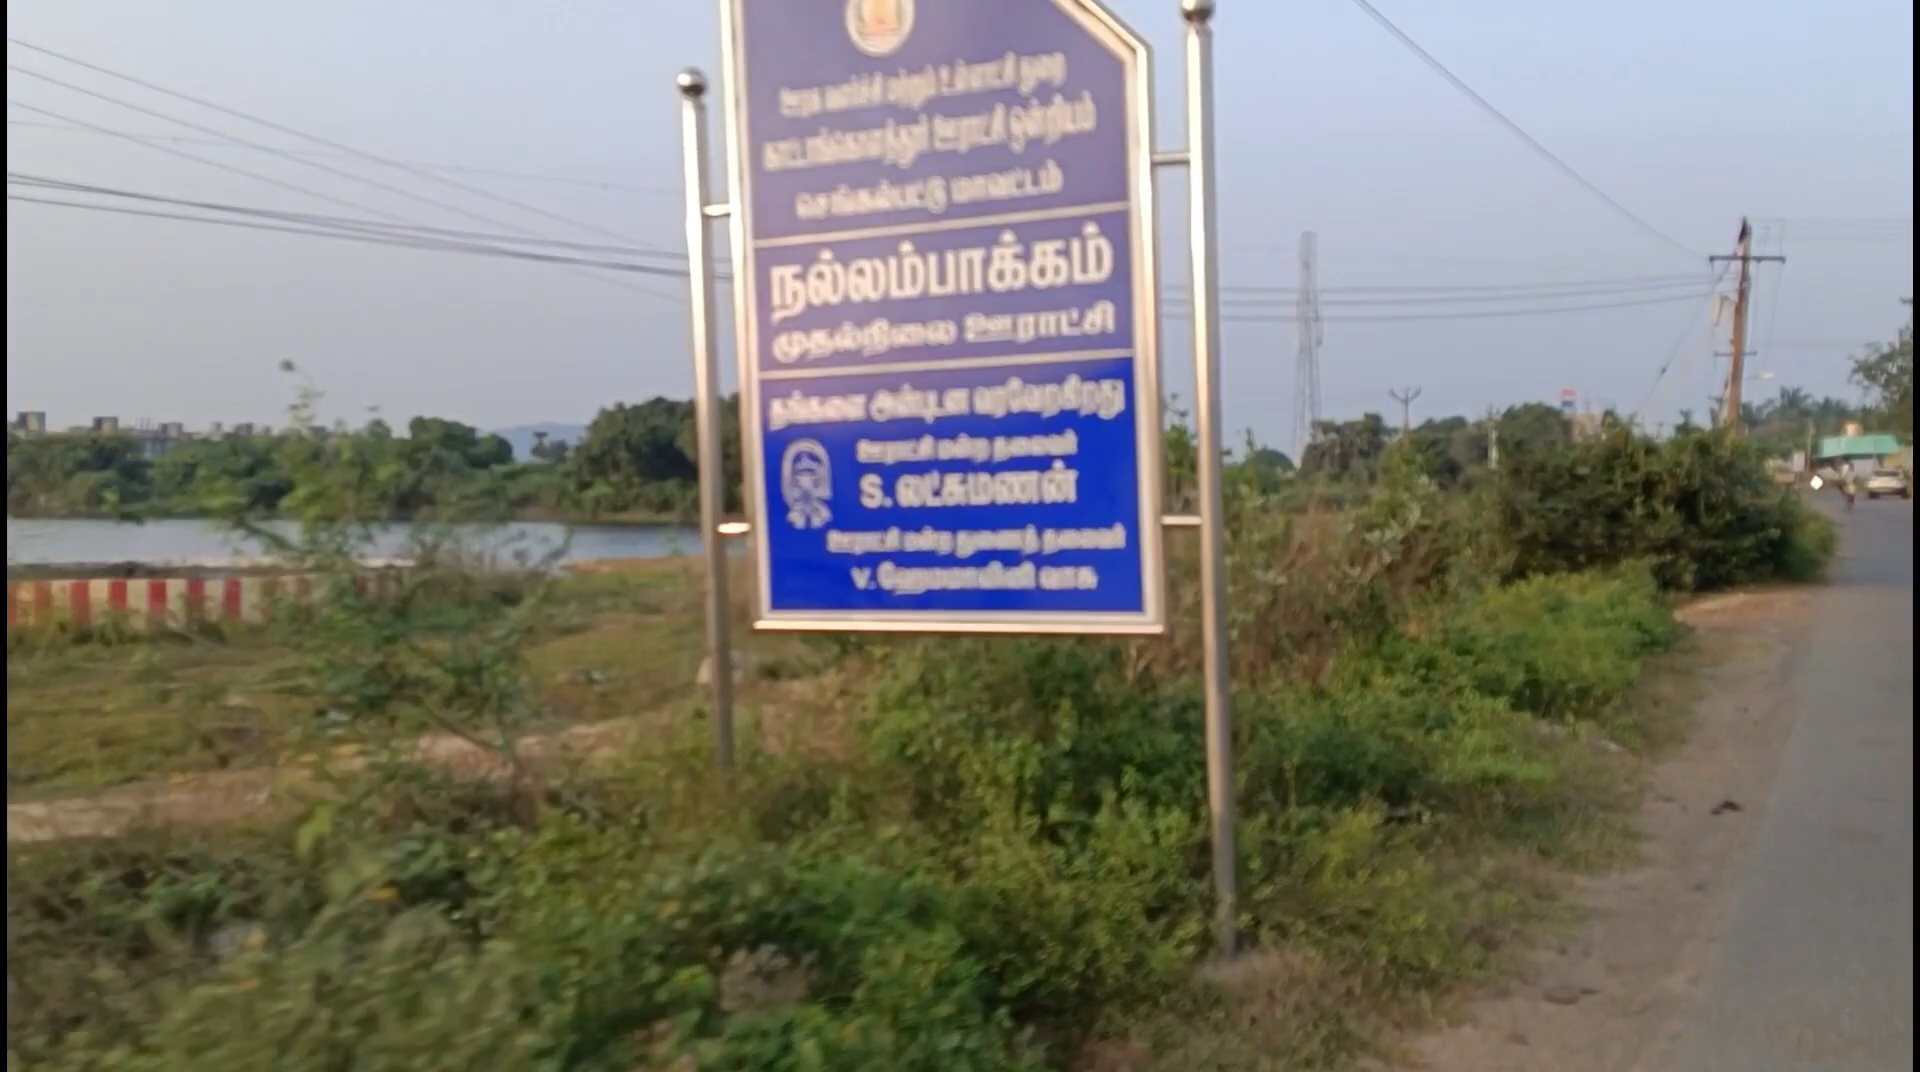 ஊரக வளர்ச்சி மற்றும் உள்ளாட்சி துறை
காட்டாங்கொளத்தூர் ஊராட்சி ஒன்றியம்
செங்கல்பட்டு மாவட்டம்
நல்லம்பாக்கம்
முதல்நிலை ஊராட்சி
தங்களை அன்புடன் வரவேற்கிறது
ஊராட்சி மன்ற தலைவர்
S. லட்சுமணன்
ஊராட்சி மன்ற துணைத் தலைவர்
V. ஹேமமாலினி வாசு